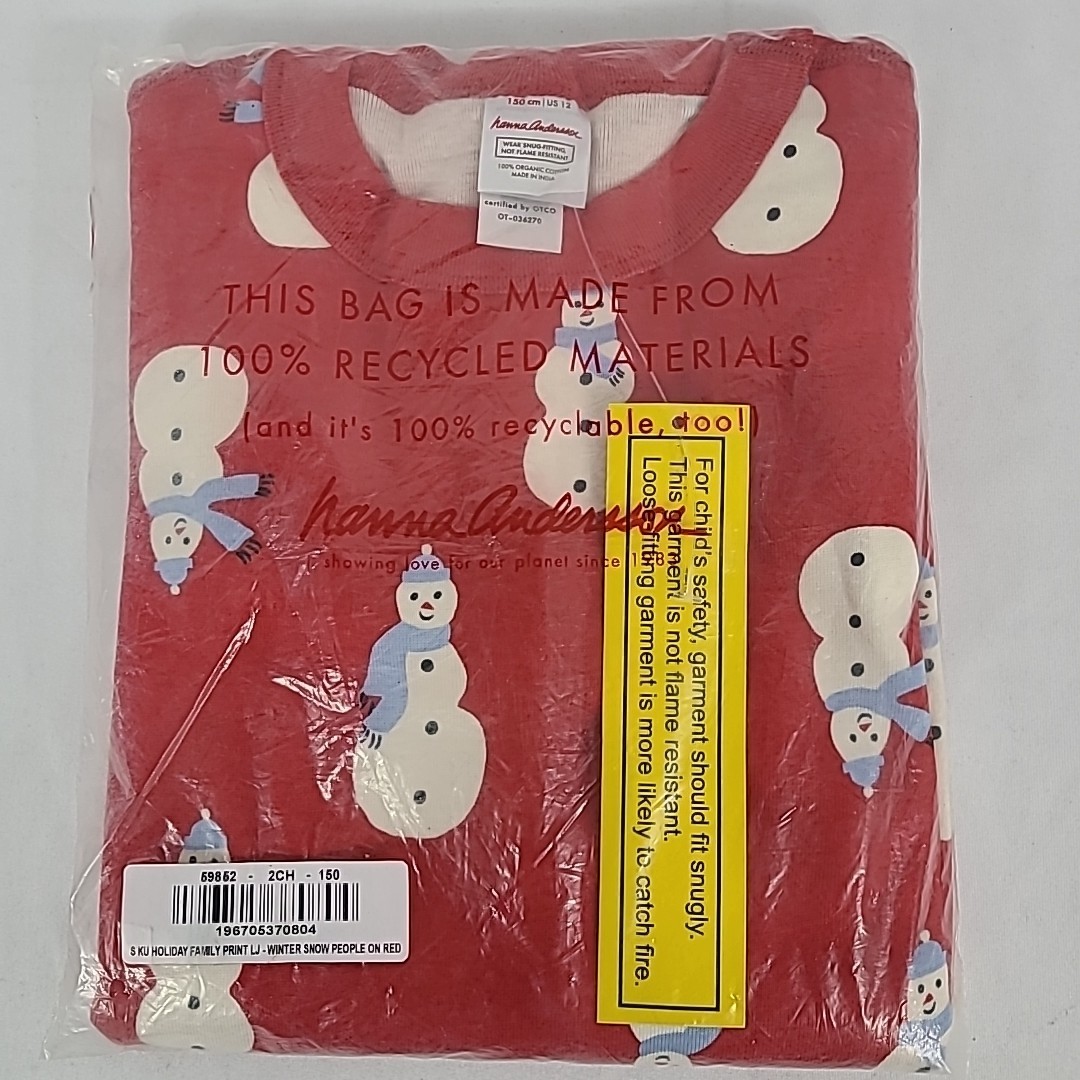 150 cm | US 12
hanna Andersson
WEAR SNUG-FITTING,
NOT FLAME RESISTANT
100% ORGANIC COTTON
MADE IN INDIA
certified by OTCO
OT-036270
THIS BAG IS MADE FROM
100% RECYCLED MATERIALS
(and it's 100% recyclable, too!)
hanna Andersson
showing love for our planet since
For child's safety, garment should fit snugly.
This garment is not flame resistant.
Loose-fitting garment is more likely to catch fire.
59852 - 2CH - 150
196705370804
S KU HOLIDAY FAMILY PRINT LJ - WINTER SNOW PEOPLE ON RED